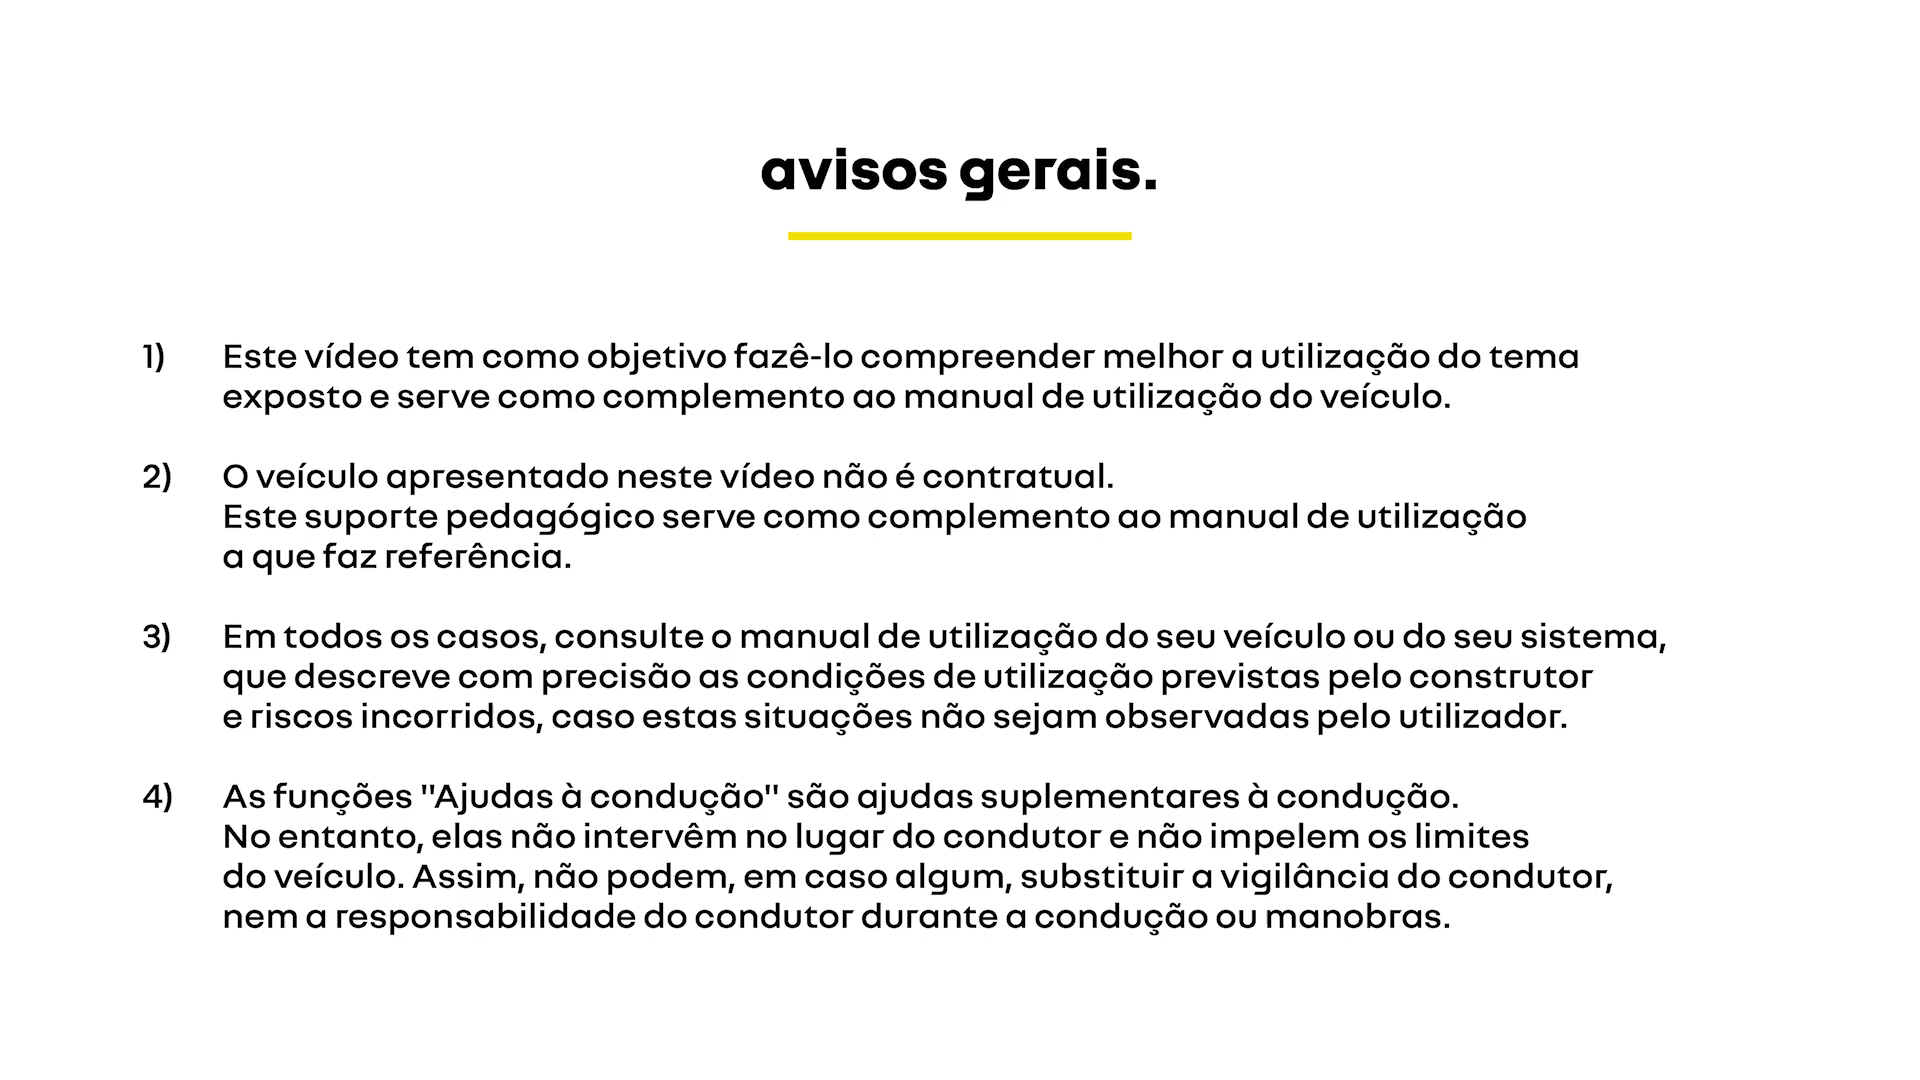 avisos gerais.
1) Este vídeo tem como objetivo fazê-lo compreender melhor a utilização do tema
exposto e serve como complemento ao manual de utilização do veículo.
2) O veículo apresentado neste vídeo não é contratual.
Este suporte pedagógico serve como complemento ao manual de utilização
a que faz referência.
3) Em todos os casos, consulte o manual de utilização do seu veículo ou do seu sistema,
que descreve com precisão as condições de utilização previstas pelo construtor
e riscos incorridos, caso estas situações não sejam observadas pelo utilizador.
4) As funções "Ajudas à condução" são ajudas suplementares à condução.
No entanto, elas não intervêm no lugar do condutor e não impelem os limites
do veículo. Assim, não podem, em caso algum, substituir a vigilância do condutor,
nem a responsabilidade do condutor durante a condução ou manobras.